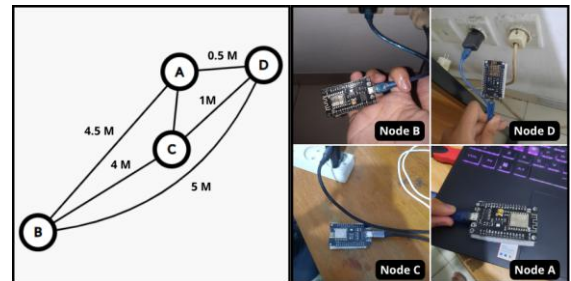 0.5 M
A
D
1M
4.5 M
C
4 M
5 M
B
Node B
Node D
Node C
Node A